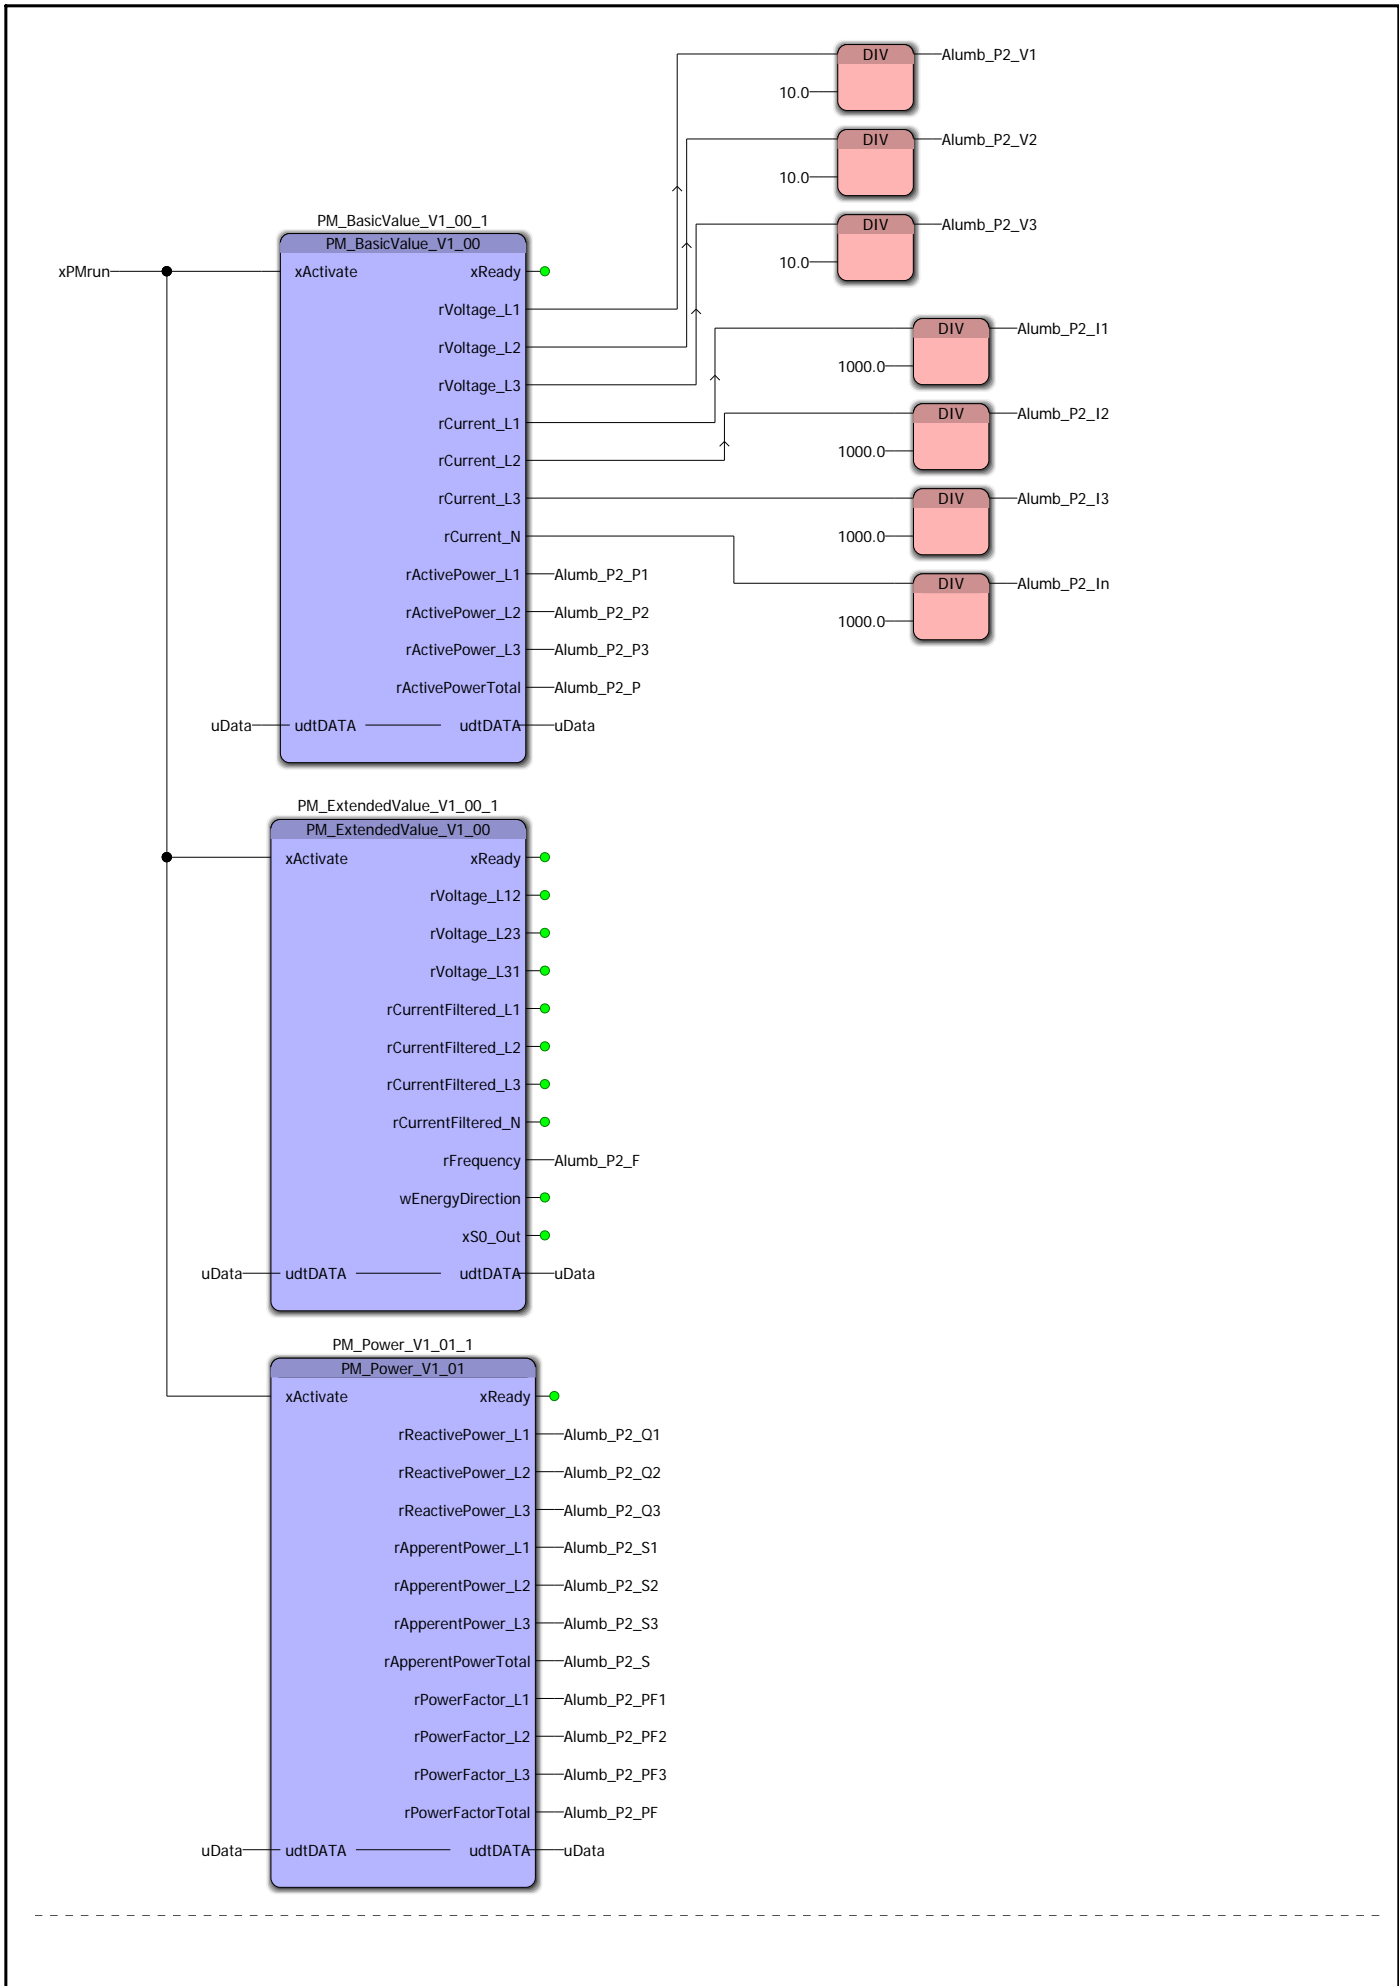 DIV
Alumb_P2_V1
10.0
DIV
Alumb_P2_V2
10.0
DIV
Alumb_P2_V3
10.0
PM_BasicValue_V1_00_1
PM_BasicValue_V1_00
xPMrun
xActivate
xReady
rVoltage_L1
rVoltage_L2
rVoltage_L3
rCurrent_L1
rCurrent_L2
rCurrent_L3
rCurrent_N
DIV
Alumb_P2_I1
1000.0
DIV
Alumb_P2_I2
1000.0
DIV
Alumb_P2_I3
1000.0
DIV
Alumb_P2_In
1000.0
rActivePower_L1 Alumb_P2_P1
rActivePower_L2 Alumb_P2_P2
rActivePower_L3 Alumb_P2_P3
rActivePowerTotal Alumb_P2_P
uData udtDATA udtDATA uData
PM_ExtendedValue_V1_00_1
PM_ExtendedValue_V1_00
xActivate xReady
rVoltage_L12
rVoltage_L23
rVoltage_L31
rCurrentFiltered_L1
rCurrentFiltered_L2
rCurrentFiltered_L3
rCurrentFiltered_N
rFrequency Alumb_P2_F
wEnergyDirection
xS0_Out
uData udtDATA udtDATA uData
PM_Power_V1_01_1
PM_Power_V1_01
xActivate xReady
rReactivePower_L1 Alumb_P2_Q1
rReactivePower_L2 Alumb_P2_Q2
rReactivePower_L3 Alumb_P2_Q3
rApperentPower_L1 Alumb_P2_S1
rApperentPower_L2 Alumb_P2_S2
rApperentPower_L3 Alumb_P2_S3
rApperentPowerTotal Alumb_P2_S
rPowerFactor_L1 Alumb_P2_PF1
rPowerFactor_L2 Alumb_P2_PF2
rPowerFactor_L3 Alumb_P2_PF3
rPowerFactorTotal Alumb_P2_PF
uData udtDATA udtDATA uData